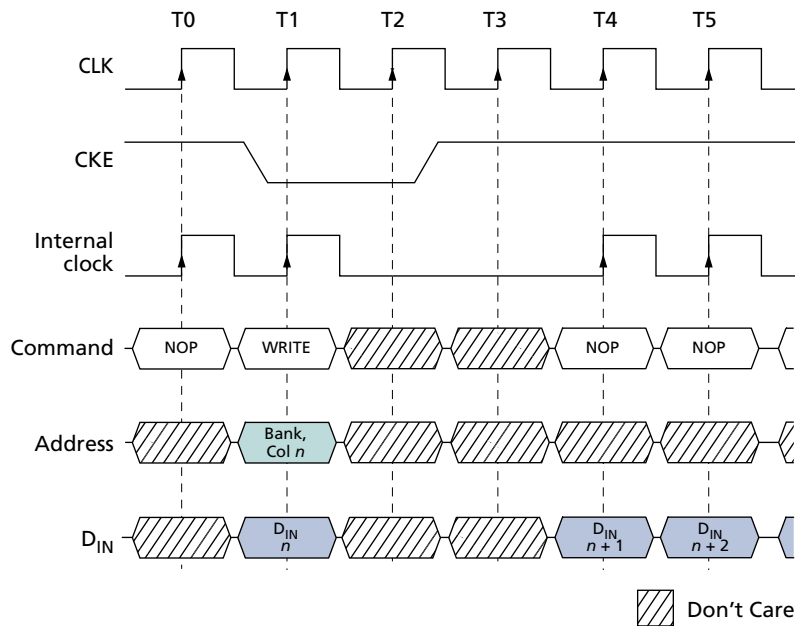 T0 T1 T2 T3 T4 T5
CLK
CKE
Internal
clock
Command NOP WRITE NOP NOP
Address Bank,
Col n
DIN DIN
n DIN
n + 1 DIN
n + 2
Don't Care